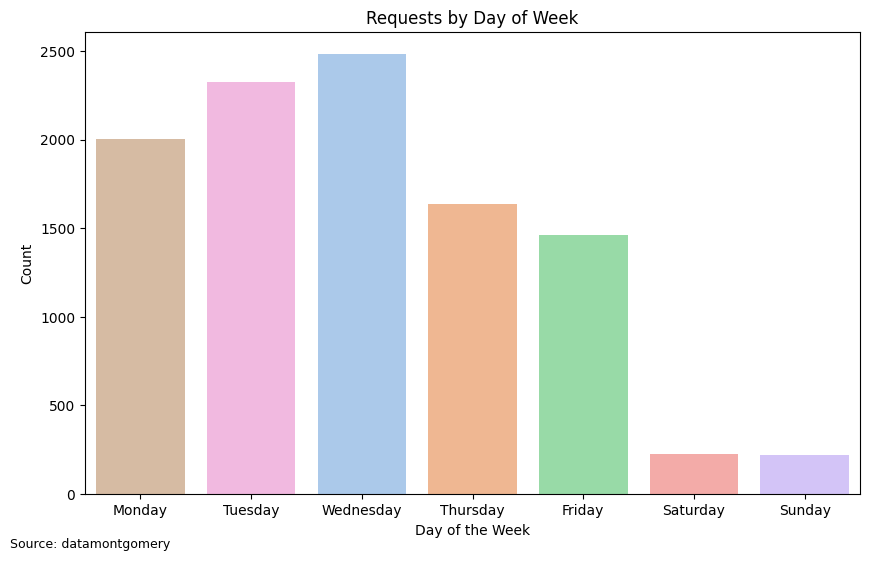 Requests by Day of Week
2500
2000
1500
1000
500
0
Count
Monday Tuesday Wednesday Thursday Friday Saturday Sunday
Day of the Week
Source: datamontgomery